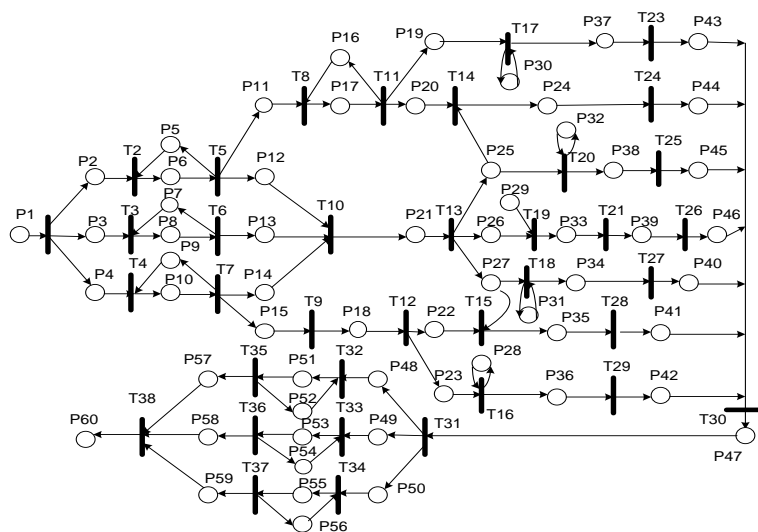 P19 T17 P37 T23 P43
P16 P30
T8 T11 P20 T14 P24 T24 P44
P11 P17
P32
P5 P25 T20 P38 T25 P45
P2 T2 P6 T5 P12
P7 T10 P29
P1 P3 T3 P8 T6 P13 P21 T13 P26 T19 P33 T21 P39 T26 P46
P9 P27 T18 P34 T27 P40
P4 T4 P10 T7 P14
P15 T9 P18 T12 P22 T15 P31 P35 T28 P41
P57 T35 P51 T32 P48 P28
P52 P23 T16 P36 T29 P42
T38 T36 P53 T33 P49 T31 T30
P60 P58 P54 P47
P59 T37 P55 T34 P50
P56